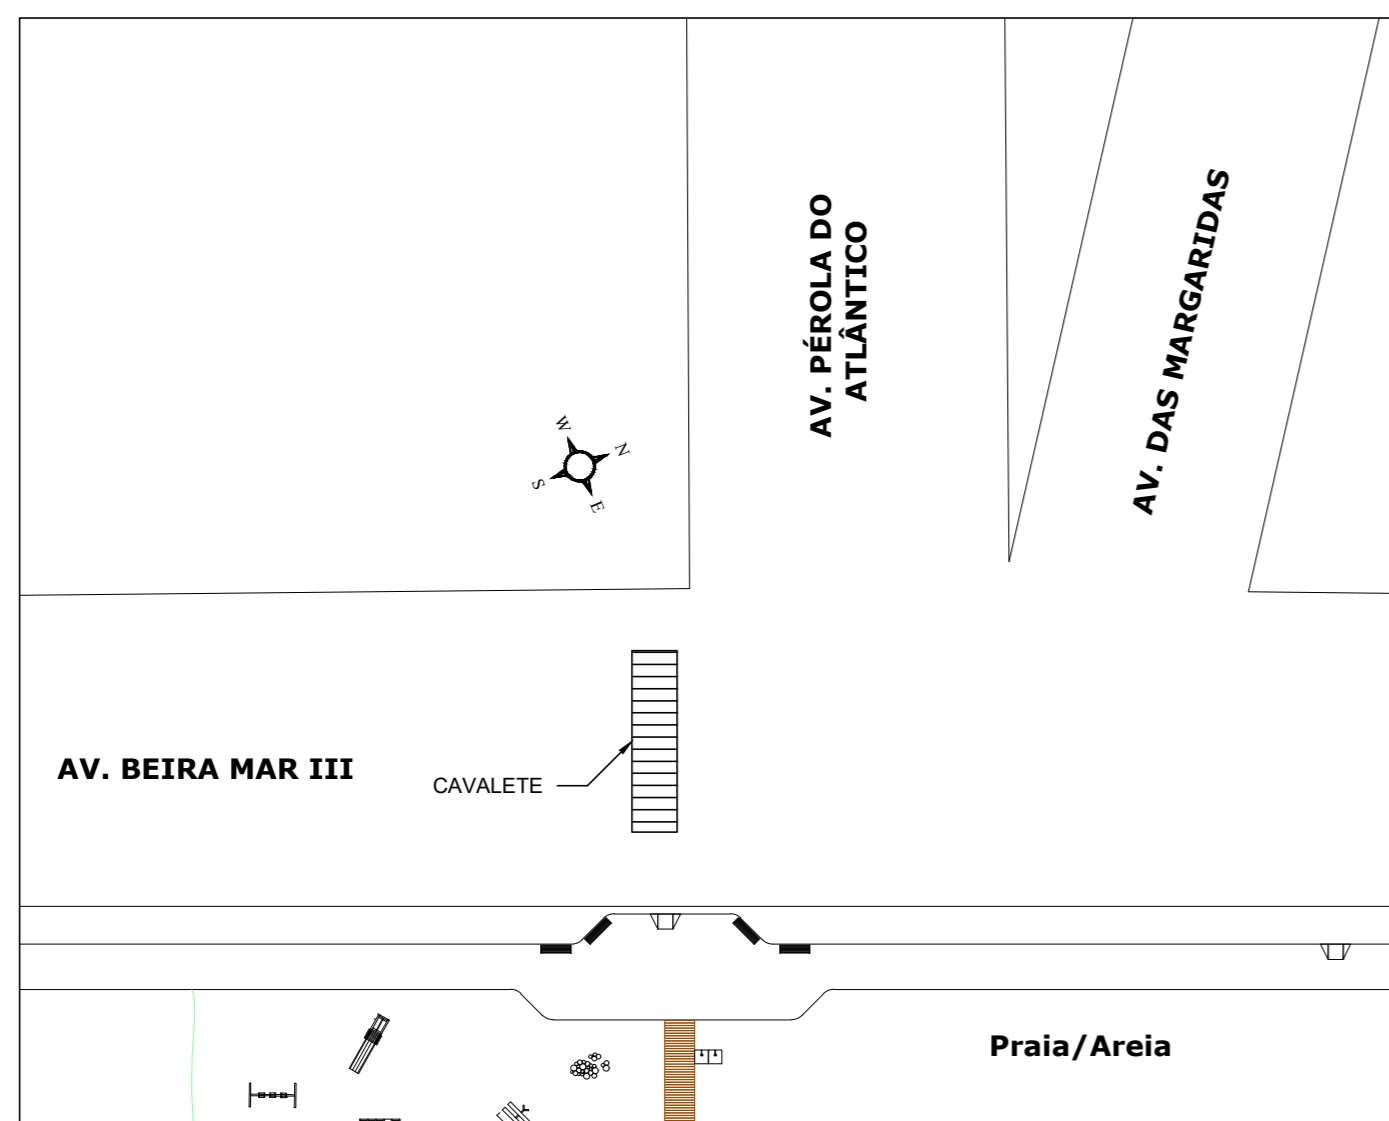 AV. PÉROLA DO
ATLÂNTICO
AV. DAS MARGARIDAS
W
N
S
E
AV. BEIRA MAR III
CAVALETE
Praia/Areia